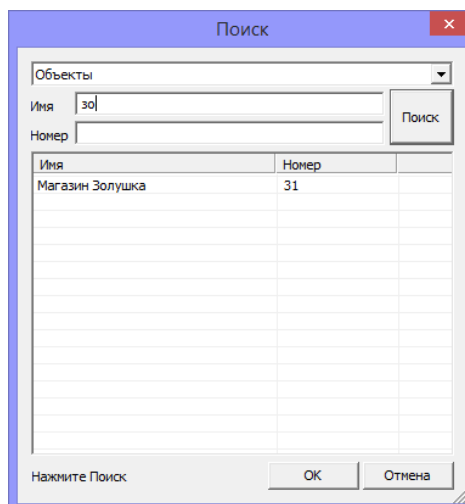 Поиск
Объекты
Имя зо
Поиск
Номер
Имя Номер
Магазин Золушка 31
Нажмите Поиск OK Отмена